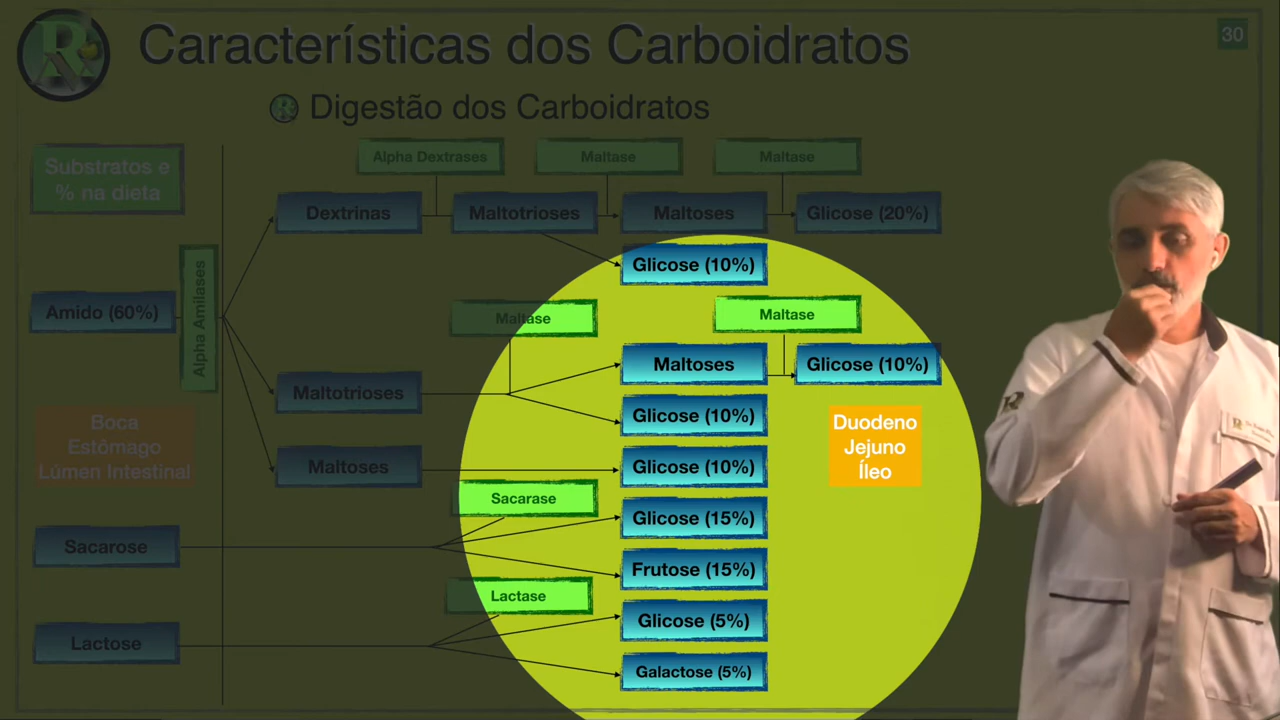 Características dos Carboidratos
30
Digestão dos Carboidratos
Substratos e
% na dieta
Alpha Dextrases
Maltase
Maltase
Dextrinas
Maltotrioses
Maltoses
Glicose (20%)
Glicose (10%)
Alpha Amilases
Amido (60%)
Maltase
Maltase
Maltoses
Glicose (10%)
Maltotrioses
Glicose (10%)
Boca
Estômago
Lúmen Intestinal
Duodeno
Jejuno
Íleo
Maltoses
Glicose (10%)
Sacarase
Glicose (15%)
Sacarose
Frutose (15%)
Lactase
Glicose (5%)
Lactose
Galactose (5%)